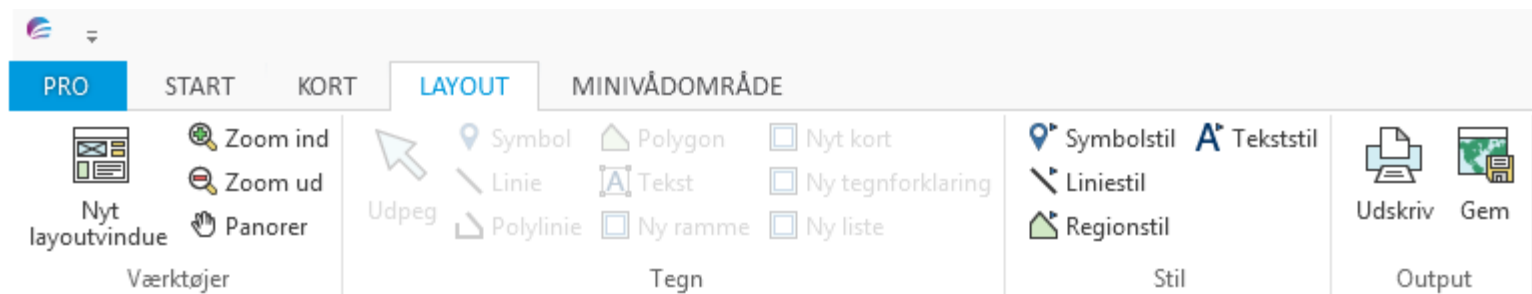 PRO START KORT LAYOUT MINIVÅDOMRÅDE
Nyt
layoutvindue
Zoom ind
Zoom ud
Panorer
Værktøjer
Udpeg
Symbol
Linie
Polylinie
Polygon
Tekst
Ny ramme
Nyt kort
Ny tegnforklaring
Ny liste
Tegn
Symbolstil
Liniestil
Regionstil
Tekststil
Stil
Udskriv
Gem
Output